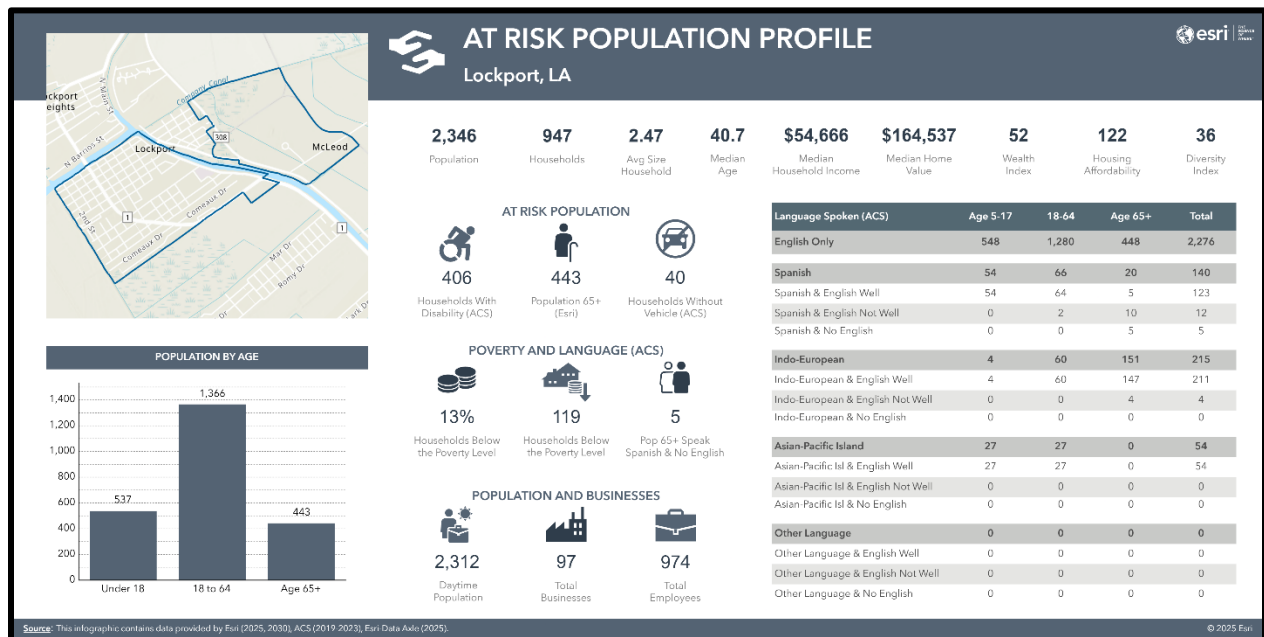 AT RISK POPULATION PROFILE
Lockport, LA
esri
THE
SCIENCE
OF
WHERE
ockport
eights
N Main St
Company Canal
308
McLeod
N Barrios St
Lockport
2nd St
1
Comeaux Dr
Comeaux Dr
1
Mar Dr
Romy Dr
Dr
ark D
2,346
Population
947
Households
2.47
Avg Size
Household
40.7
Median
Age
$54,666
Median
Household Income
$164,537
Median Home
Value
52
Wealth
Index
122
Housing
Affordability
36
Diversity
Index
AT RISK POPULATION
406
Households With
Disability (ACS)
443
Population 65+
(Esri)
40
Households Without
Vehicle (ACS)
POVERTY AND LANGUAGE (ACS)
13%
Households Below
the Poverty Level
119
Households Below
the Poverty Level
5
Pop 65+ Speak
Spanish & No English
POPULATION AND BUSINESSES
2,312
Daytime
Population
97
Total
Businesses
974
Total
Employees
POPULATION BY AGE
1,400
1,200
1,000
800
600
400
200
0
537
1,366
443
Under 18
18 to 64
Age 65+
Language Spoken (ACS) Age 5-17 18-64 Age 65+ Total
English Only 548 1,280 448 2,276
Spanish 54 66 20 140
Spanish & English Well 54 64 5 123
Spanish & English Not Well 0 2 10 12
Spanish & No English 0 0 5 5
Indo-European 4 60 151 215
Indo-European & English Well 4 60 147 211
Indo-European & English Not Well 0 0 4 4
Indo-European & No English 0 0 0 0
Asian-Pacific Island 27 27 0 54
Asian-Pacific Isl & English Well 27 27 0 54
Asian-Pacific Isl & English Not Well 0 0 0 0
Asian-Pacific Isl & No English 0 0 0 0
Other Language 0 0 0 0
Other Language & English Well 0 0 0 0
Other Language & English Not Well 0 0 0 0
Other Language & No English 0 0 0 0
Source: This infographic contains data provided by Esri (2025, 2030), ACS (2019-2023), Esri-Data Axle (2025).
© 2025 Esri